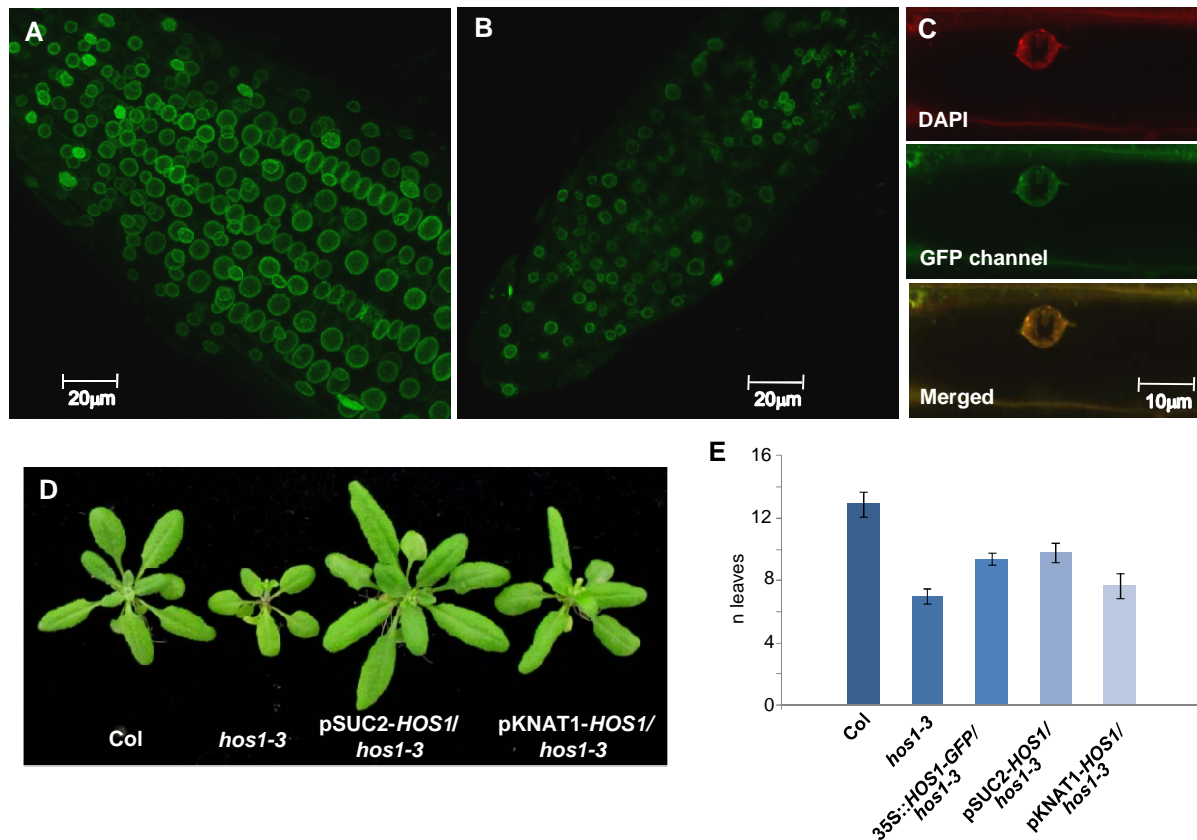 A
20µm
B
20µm
C
DAPI
GFP channel
Merged
10µm
D
Col
hos1-3
pSUC2-HOS1/
hos1-3
pKNAT1-HOS1/
hos1-3
E
n leaves
16
12
8
4
0
Col
hos1-3
35S::HOS1-GFP/
hos1-3
pSUC2-HOS1/
hos1-3
pKNAT1-HOS1/
hos1-3